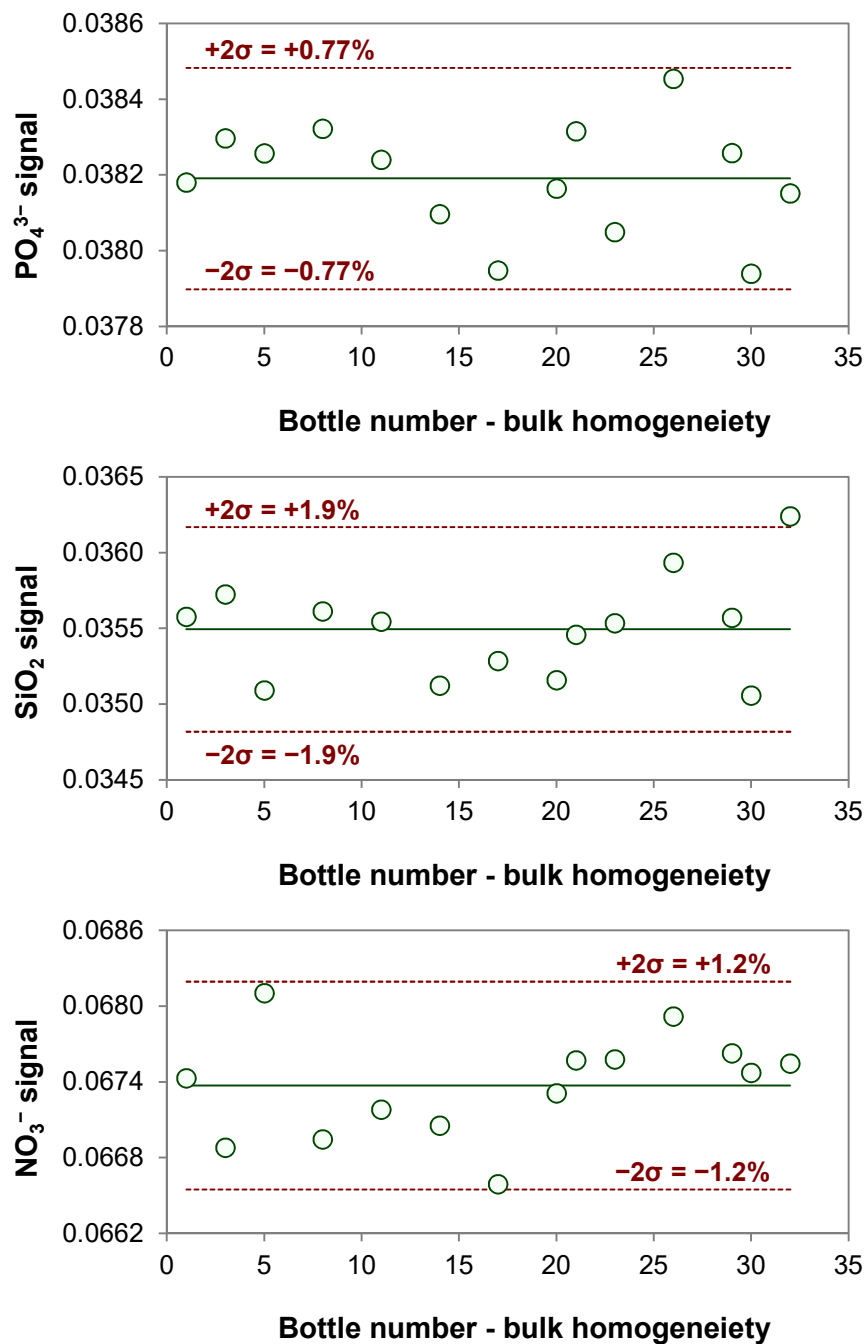 0.0386
+2σ = +0.77%
0.0384
0.0382
0.0380
−2σ = −0.77%
0.0378
PO₄³⁻ signal
0 5 10 15 20 25 30 35
Bottle number - bulk homogeneiety
0.0365
+2σ = +1.9%
0.0360
0.0355
0.0350
−2σ = −1.9%
0.0345
SiO₂ signal
0 5 10 15 20 25 30 35
Bottle number - bulk homogeneiety
0.0686
+2σ = +1.2%
0.0680
0.0674
0.0668
−2σ = −1.2%
0.0662
NO₃⁻ signal
0 5 10 15 20 25 30 35
Bottle number - bulk homogeneiety